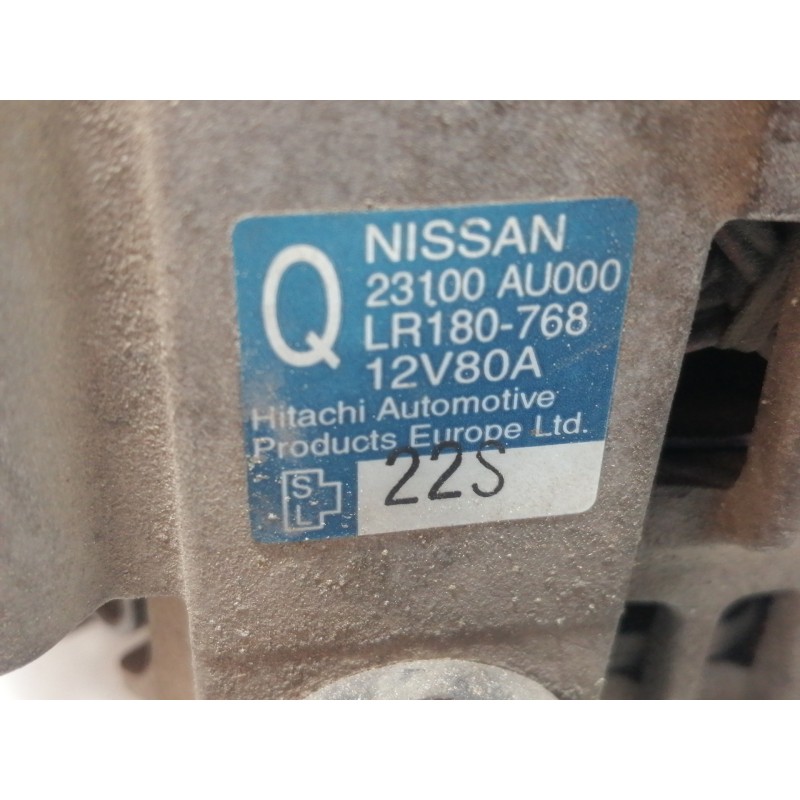 Q
NISSAN
23100 AU000
LR180-768
12V80A
Hitachi Automotive
Products Europe Ltd.
S
L
22S